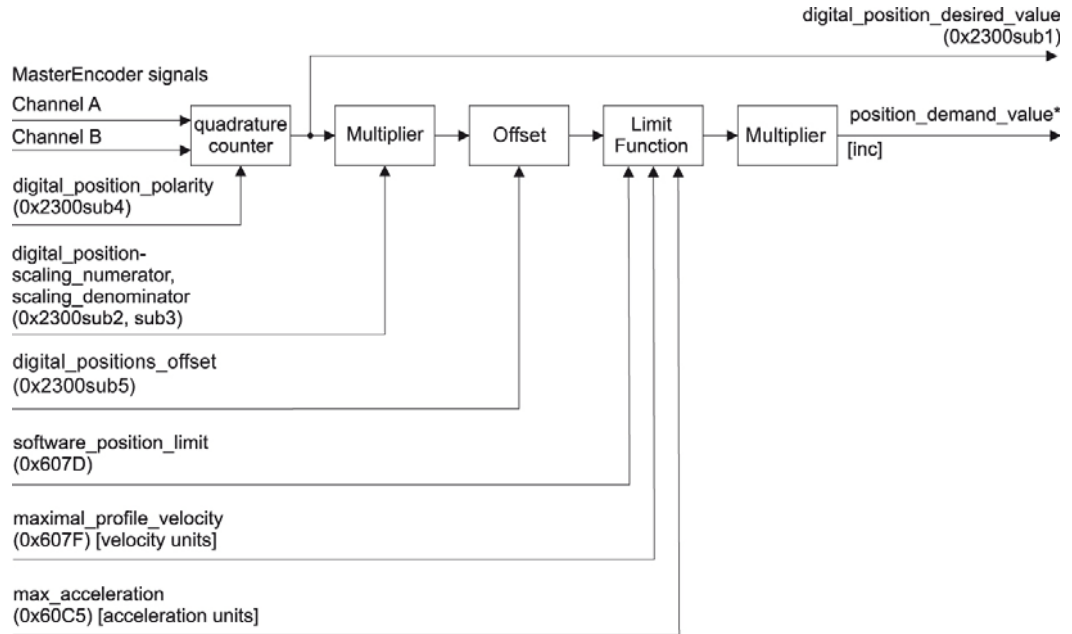 digital_position_desired_value
(0x2300sub1)
MasterEncoder signals
Channel A
Channel B
quadrature
counter
Multiplier
Offset
Limit
Function
Multiplier
position_demand_value*
[inc]
digital_position_polarity
(0x2300sub4)
digital_position-
scaling_numerator,
scaling_denominator
(0x2300sub2, sub3)
digital_positions_offset
(0x2300sub5)
software_position_limit
(0x607D)
maximal_profile_velocity
(0x607F) [velocity units]
max_acceleration
(0x60C5) [acceleration units]